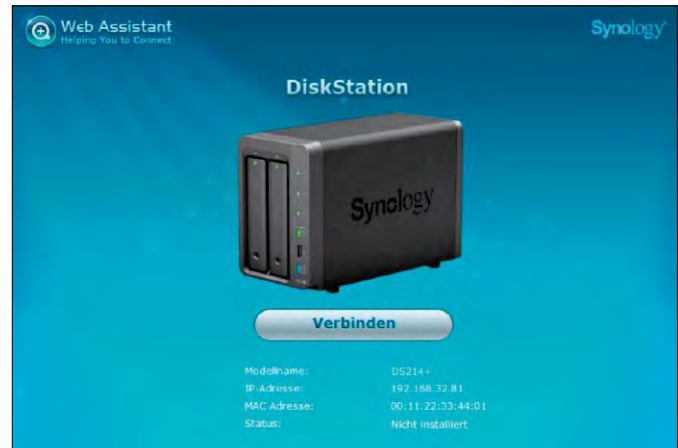 Web Assistant
Helping You to Connect
Synology
DiskStation
Synology
Verbinden
Modellname: DS214+
IP-Adresse: 192.168.32.81
MAC Adresse: 00:11:22:33:44:01
Status: Nicht installiert